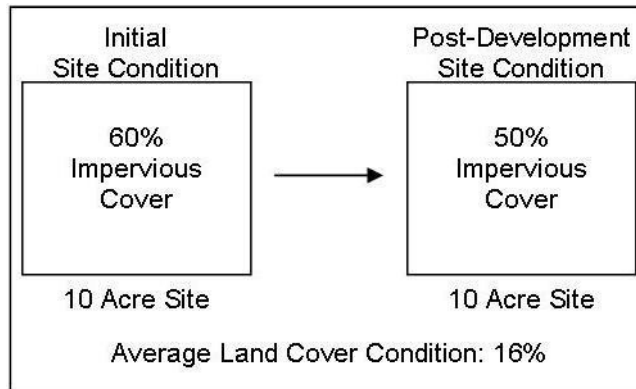 Initial
Site Condition
60%
Impervious
Cover
10 Acre Site
Post-Development
Site Condition
50%
Impervious
Cover
10 Acre Site
Average Land Cover Condition: 16%